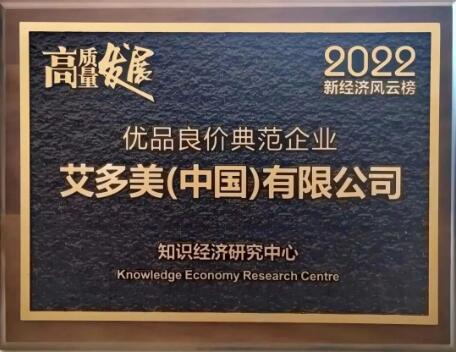 高质量发展
2022
新经济风云榜
优品良价典范企业
艾多美(中国)有限公司
知识经济研究中心
Knowledge Economy Research Centre